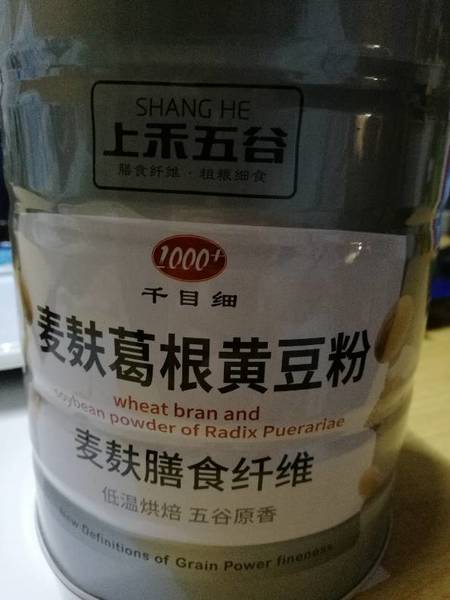 SHANG HE
上禾五谷
膳食纤维·粗粮细食
1000+
千目细
麦麸葛根黄豆粉
wheat bran and
soybean powder of Radix Puerariae
麦麸膳食纤维
低温烘焙 五谷原香
New Definitions of Grain Power fineness